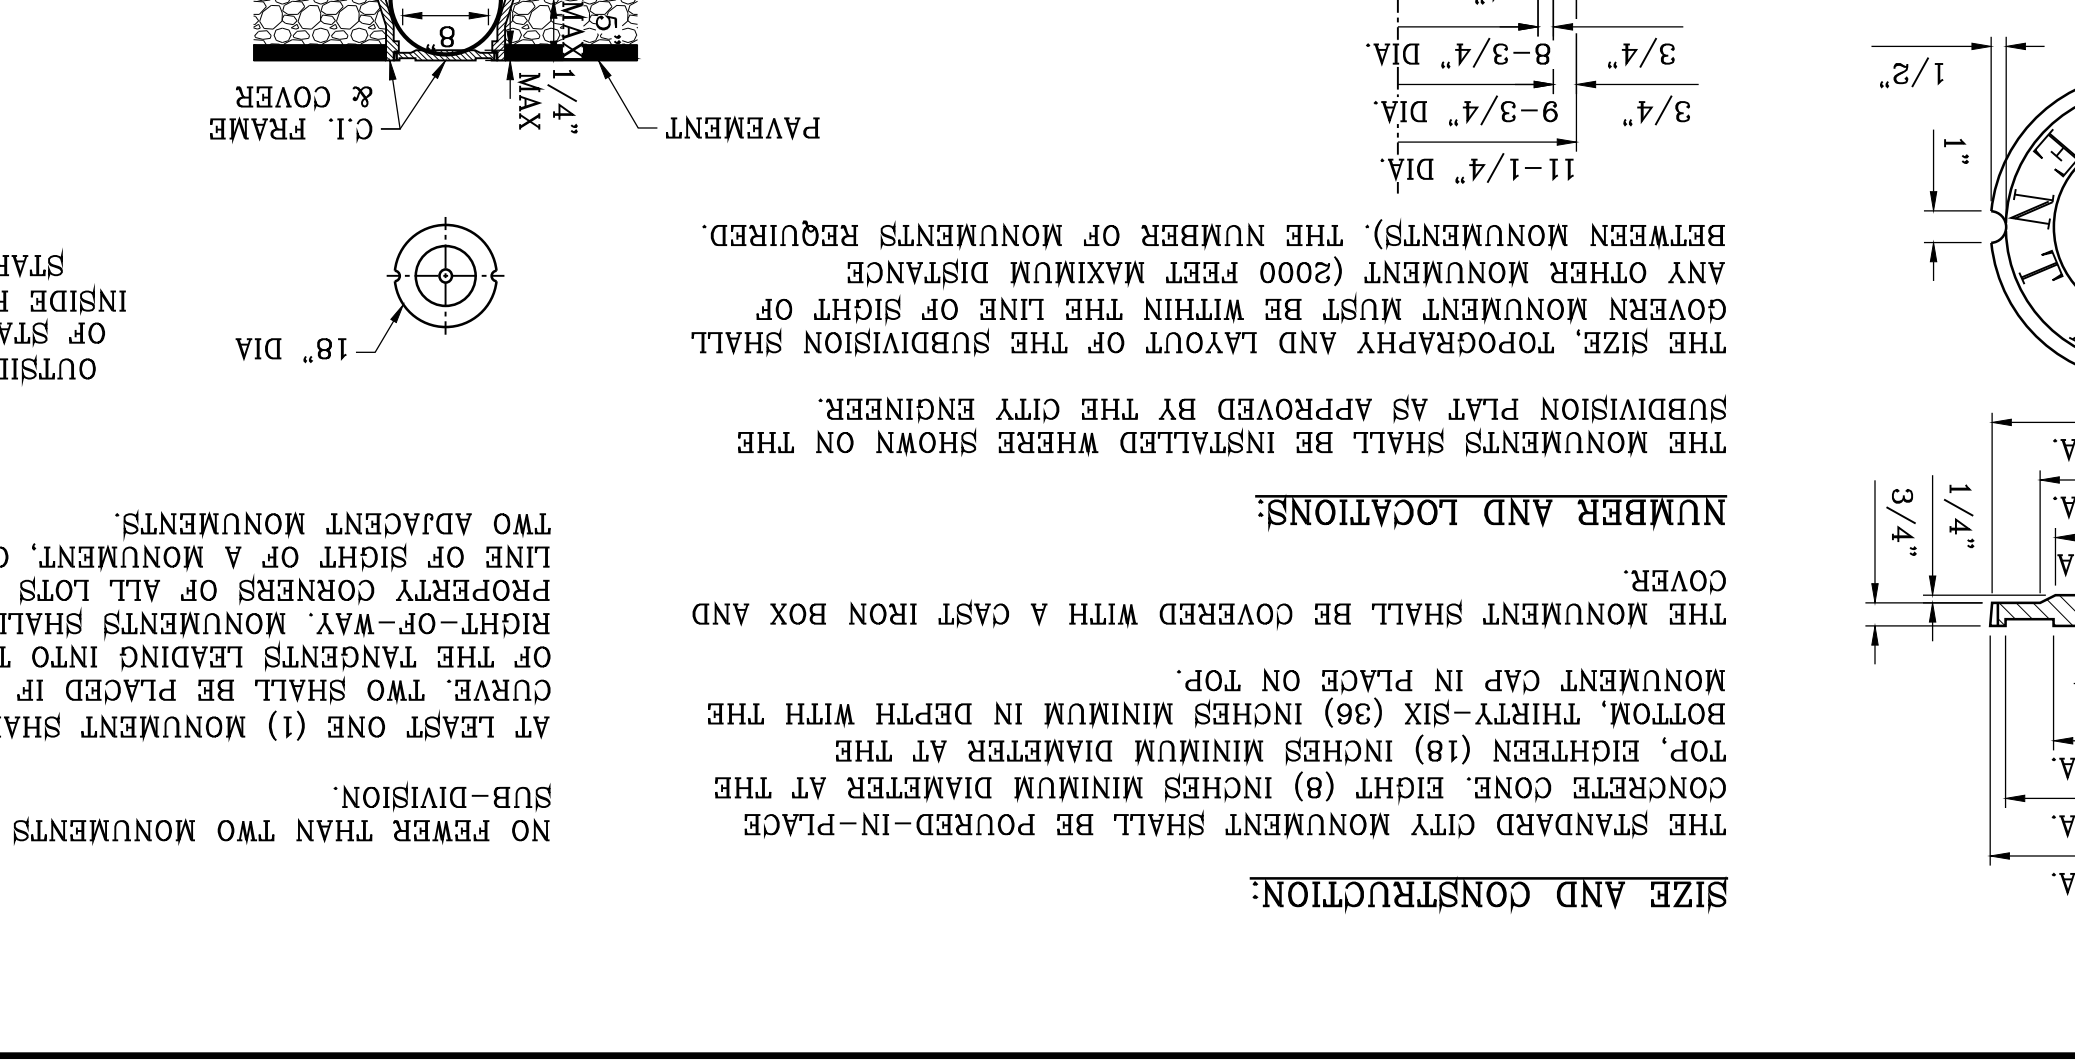 SIZE AND CONSTRUCTION:
THE STANDARD CITY MONUMENT SHALL BE POURED-IN-PLACE
CONCRETE CONE. EIGHT (8) INCHES MINIMUM DIAMETER AT THE
TOP, EIGHTEEN (18) INCHES MINIMUM DIAMETER AT THE
BOTTOM, THIRTY-SIX (36) INCHES MINIMUM IN DEPTH WITH THE
MONUMENT CAP IN PLACE ON TOP.
THE MONUMENT SHALL BE COVERED WITH A CAST IRON BOX AND
COVER.
NUMBER AND LOCATIONS:
THE MONUMENTS SHALL BE INSTALLED WHERE SHOWN ON THE
SUBDIVISION PLAT AS APPROVED BY THE CITY ENGINEER.
THE SIZE, TOPOGRAPHY AND LAYOUT OF THE SUBDIVISION SHALL
GOVERN MONUMENT MUST BE WITHIN THE LINE OF SIGHT OF
ANY OTHER MONUMENT (2000 FEET MAXIMUM DISTANCE
BETWEEN MONUMENTS). THE NUMBER OF MONUMENTS REQUIRED.
NO FEWER THAN TWO MONUMENTS
SUB-DIVISION.
AT LEAST ONE (1) MONUMENT SHA
CURVE. TWO SHALL BE PLACED IF
OF THE TANGENTS LEADING INTO T
RIGHT-OF-WAY. MONUMENTS SHALL
PROPERTY CORNERS OF ALL LOTS
LINE OF SIGHT OF A MONUMENT, O
TWO ADJACENT MONUMENTS.
A.
A.
A.
3/4"
1/4"
A
A.
A.
ENT
1"
1/2"
11-1/4" DIA.
3/4"
9-3/4" DIA.
3/4"
8-3/4" DIA.
18" DIA
OUTSID
OF STA
INSIDE
STA
PAVEMENT
1/4"
MAX
C.I. FRAME
& COVER
5"
MAX
8"